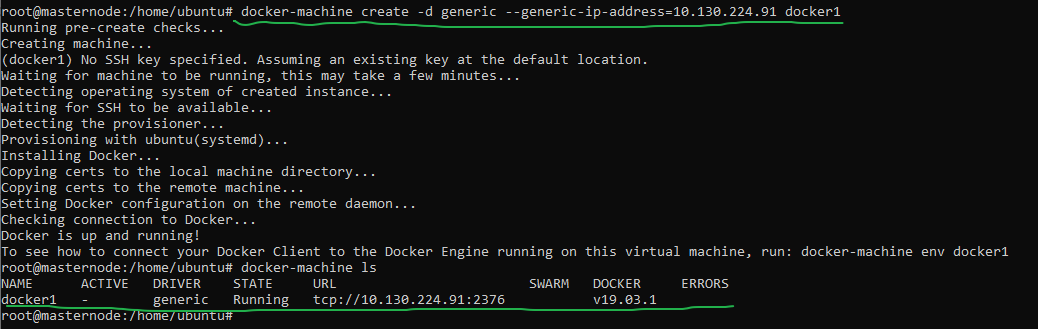 root@masternode:/home/ubuntu# docker-machine create -d generic --generic-ip-address=10.130.224.91 docker1
Running pre-create checks...
Creating machine...
(docker1) No SSH key specified. Assuming an existing key at the default location.
Waiting for machine to be running, this may take a few minutes...
Detecting operating system of created instance...
Waiting for SSH to be available...
Detecting the provisioner...
Provisioning with ubuntu(systemd)...
Installing Docker...
Copying certs to the local machine directory...
Copying certs to the remote machine...
Setting Docker configuration on the remote daemon...
Checking connection to Docker...
Docker is up and running!
To see how to connect your Docker Client to the Docker Engine running on this virtual machine, run: docker-machine env docker1
root@masternode:/home/ubuntu# docker-machine ls
NAME      ACTIVE   DRIVER    STATE     URL                        SWARM   DOCKER     ERRORS
docker1   -        generic   Running   tcp://10.130.224.91:2376           v19.03.1
root@masternode:/home/ubuntu#